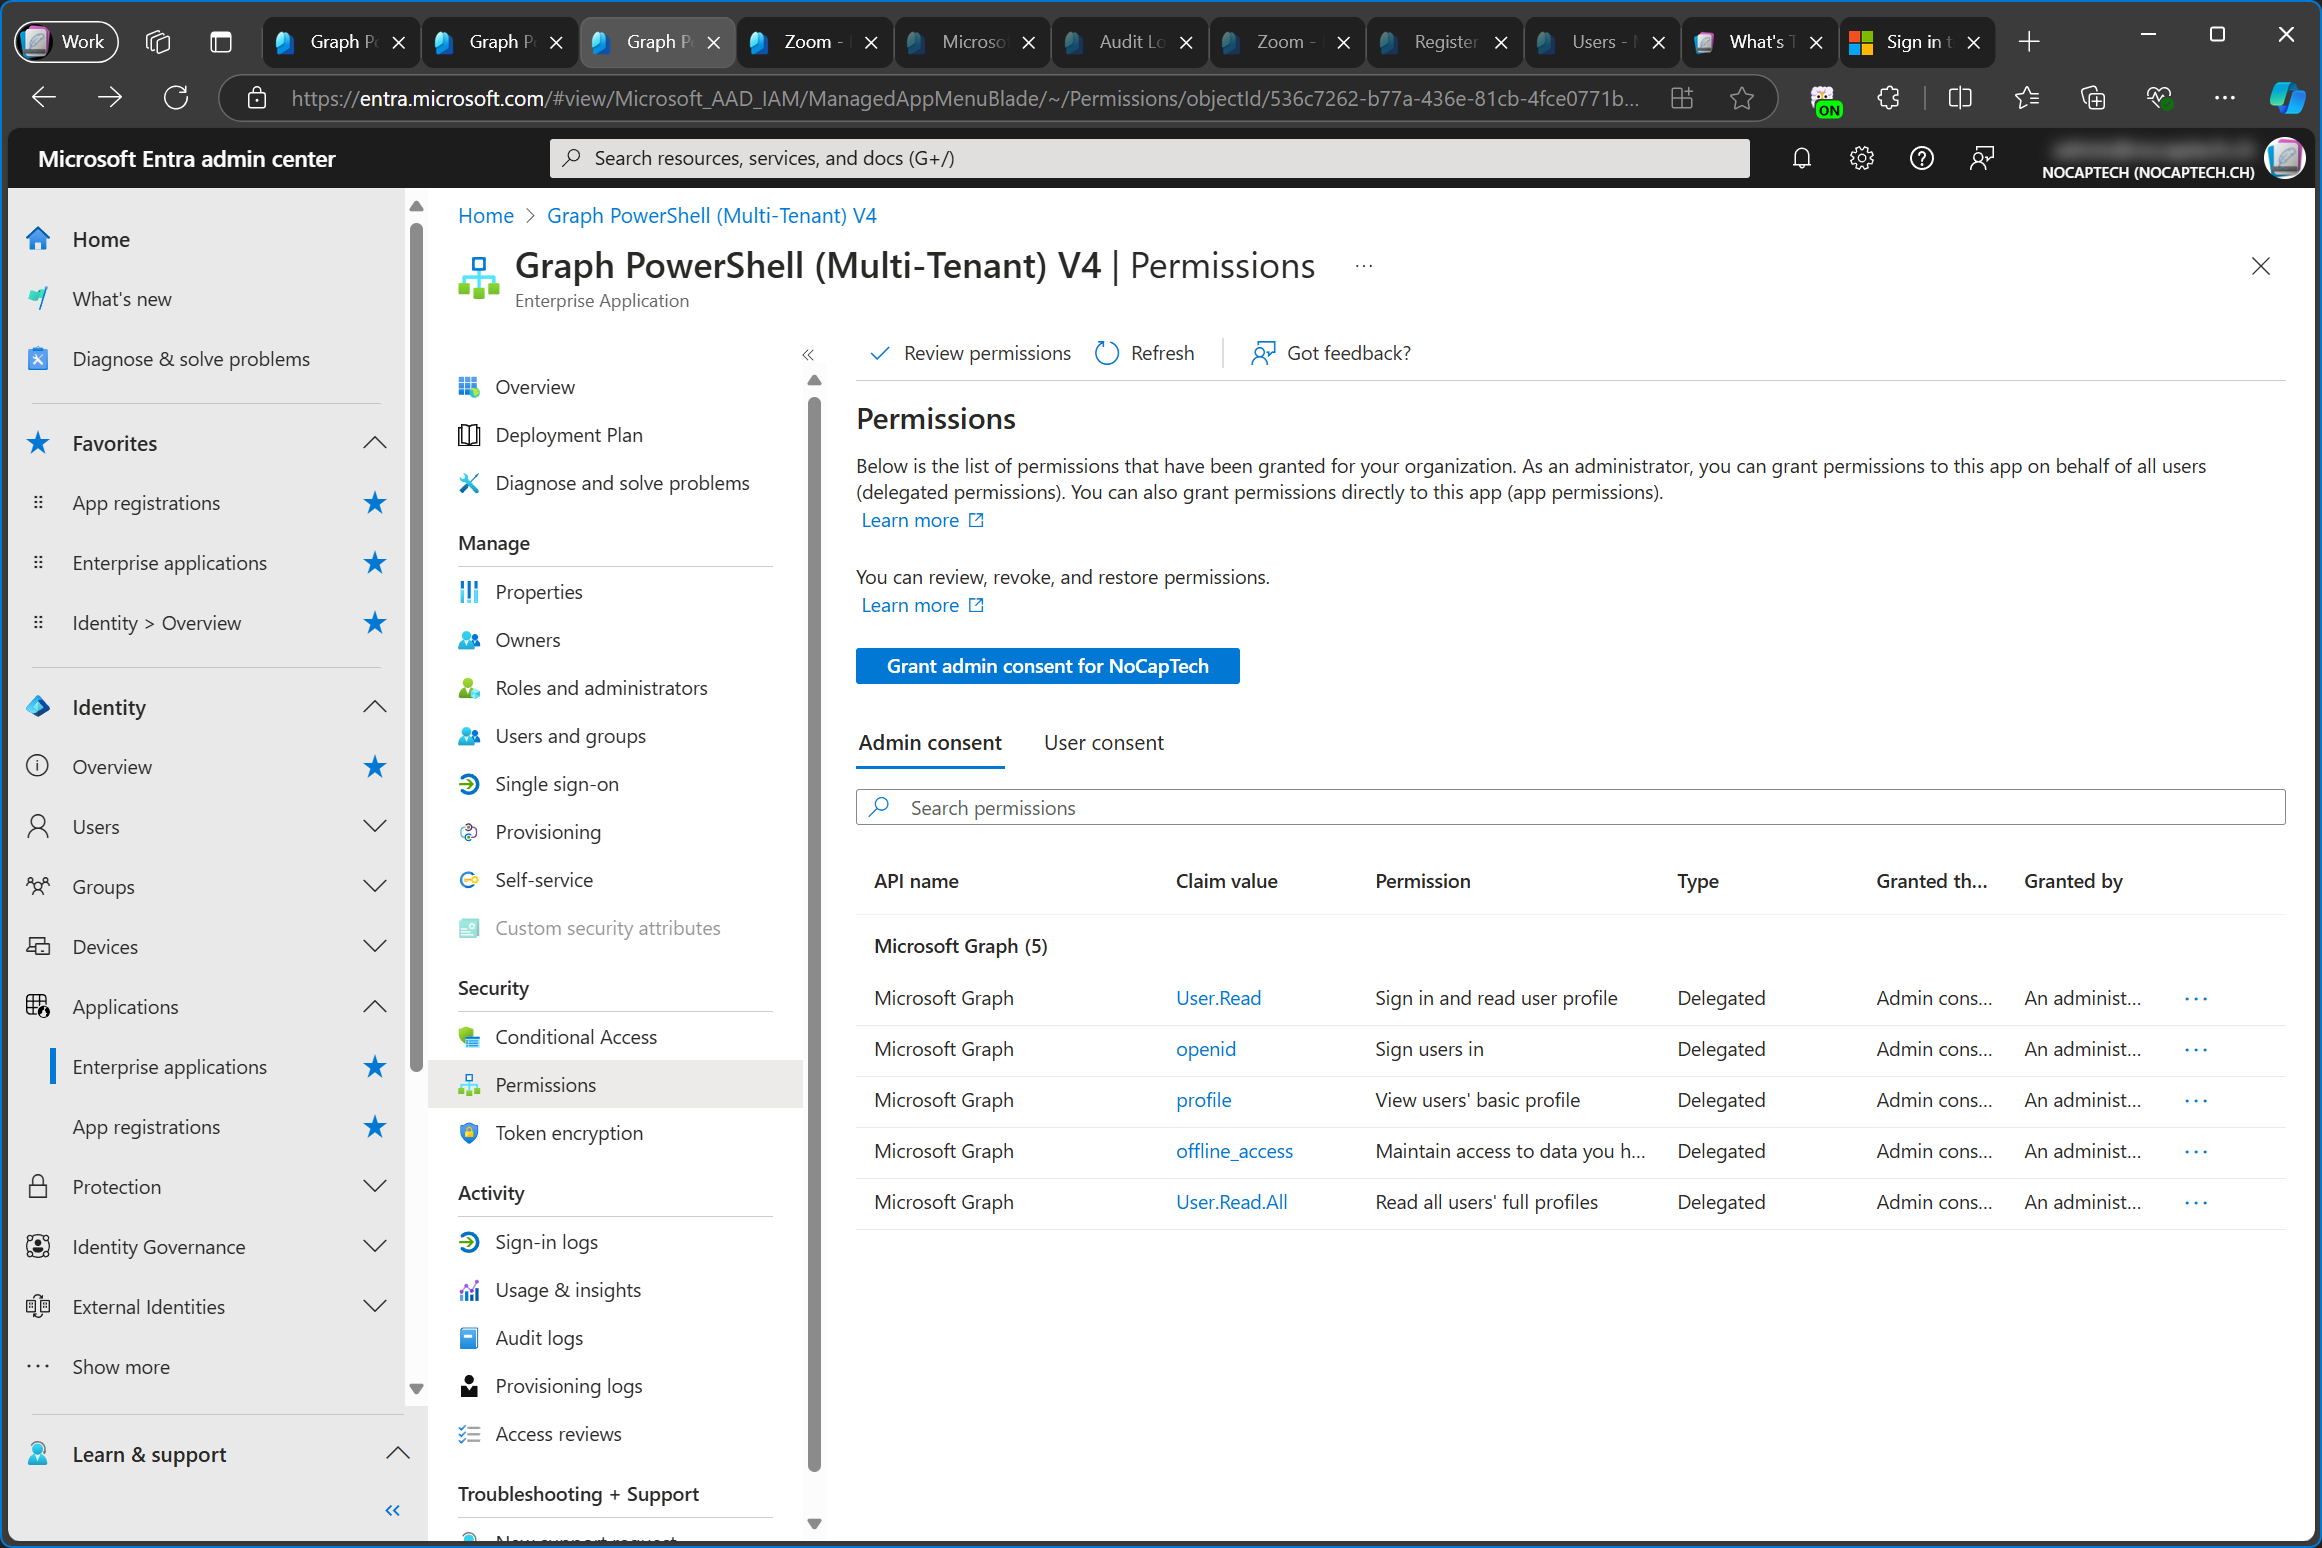 Work
Graph P
Graph P
Graph P
Zoom -
Microso
Audit Lo
Zoom -
Register
Users -
What's T
Sign in t
https://entra.microsoft.com/#view/Microsoft_AAD_IAM/ManagedAppMenuBlade/~/Permissions/objectId/536c7262-b77a-436e-81cb-4fce0771b...
ON
Microsoft Entra admin center
Search resources, services, and docs (G+/)
NOCAPTECH (NOCAPTECH.CH)
Home
What's new
Diagnose & solve problems
Favorites
App registrations
Enterprise applications
Identity > Overview
Identity
Overview
Users
Groups
Devices
Applications
Enterprise applications
App registrations
Protection
Identity Governance
External Identities
Show more
Learn & support
Home > Graph PowerShell (Multi-Tenant) V4
Graph PowerShell (Multi-Tenant) V4 | Permissions
Enterprise Application
Overview
Deployment Plan
Diagnose and solve problems
Manage
Properties
Owners
Roles and administrators
Users and groups
Single sign-on
Provisioning
Self-service
Custom security attributes
Security
Conditional Access
Permissions
Token encryption
Activity
Sign-in logs
Usage & insights
Audit logs
Provisioning logs
Access reviews
Troubleshooting + Support
New support request
Review permissions
Refresh
Got feedback?
Permissions
Below is the list of permissions that have been granted for your organization. As an administrator, you can grant permissions to this app on behalf of all users
(delegated permissions). You can also grant permissions directly to this app (app permissions).
Learn more
You can review, revoke, and restore permissions.
Learn more
Grant admin consent for NoCapTech
Admin consent User consent
Search permissions
API name Claim value Permission Type Granted th... Granted by
Microsoft Graph (5)
Microsoft Graph User.Read Sign in and read user profile Delegated Admin cons... An administ...
Microsoft Graph openid Sign users in Delegated Admin cons... An administ...
Microsoft Graph profile View users' basic profile Delegated Admin cons... An administ...
Microsoft Graph offline_access Maintain access to data you h... Delegated Admin cons... An administ...
Microsoft Graph User.Read.All Read all users' full profiles Delegated Admin cons... An administ...